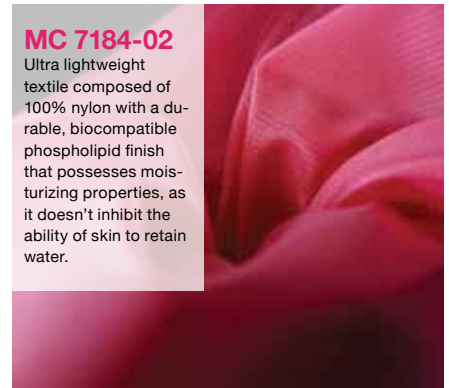 MC 7184-02
Ultra lightweight
textile composed of
100% nylon with a du-
rable, biocompatible
phospholipid finish
that possesses mois-
turizing properties, as
it doesn’t inhibit the
ability of skin to retain
water.